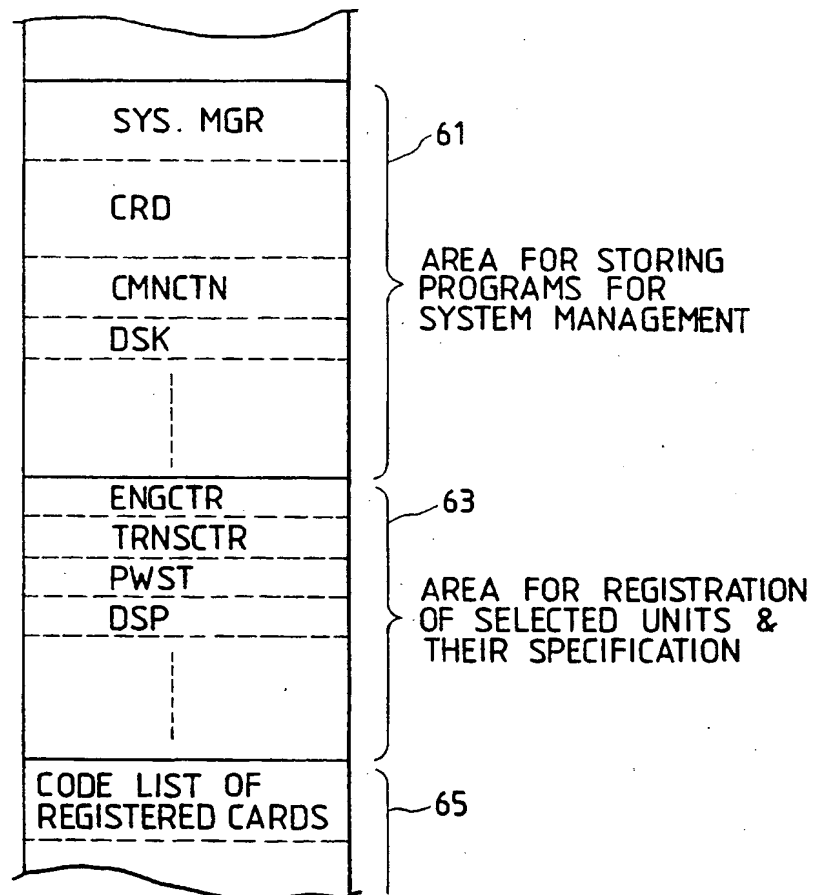 SYS. MGR
61
CRD
CMNCTN
DSK
AREA FOR STORING
PROGRAMS FOR
SYSTEM MANAGEMENT
ENGCTR
63
TRNSCTR
PWST
DSP
AREA FOR REGISTRATION
OF SELECTED UNITS &
THEIR SPECIFICATION
CODE LIST OF
REGISTERED CARDS
65